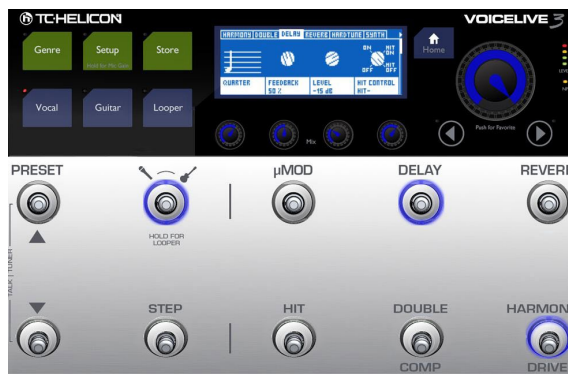 TC·HELICON
VOICELIVE 3
Genre
Setup
Hold for Mix Gain
Store
HARMONY DOUBLE DELAY REVERB HARDTUNE SYNTH
ON HIT ON
OFF HIT OFF
QUARTER FEEDBACK LEVEL HIT CONTROL
50 % -15 dB HIT-
Home
Vocal
Guitar
Looper
Mix
Push for Favorite
PRESET
µMOD
DELAY
REVERB
HOLD FOR
LOOPER
TALK | TUNER
STEP
HIT
DOUBLE
HARMON
COMP
DRIVE